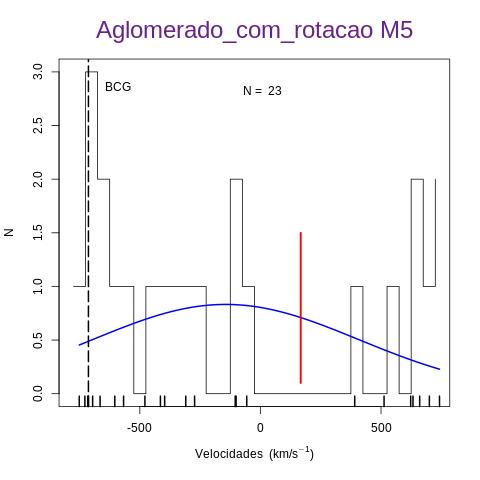 Aglomerado_com_rotacao M5
BCG
N = 23
3.0
2.5
2.0
1.5
1.0
0.5
0.0
N
-500 0 500
Velocidades (km/s⁻¹)